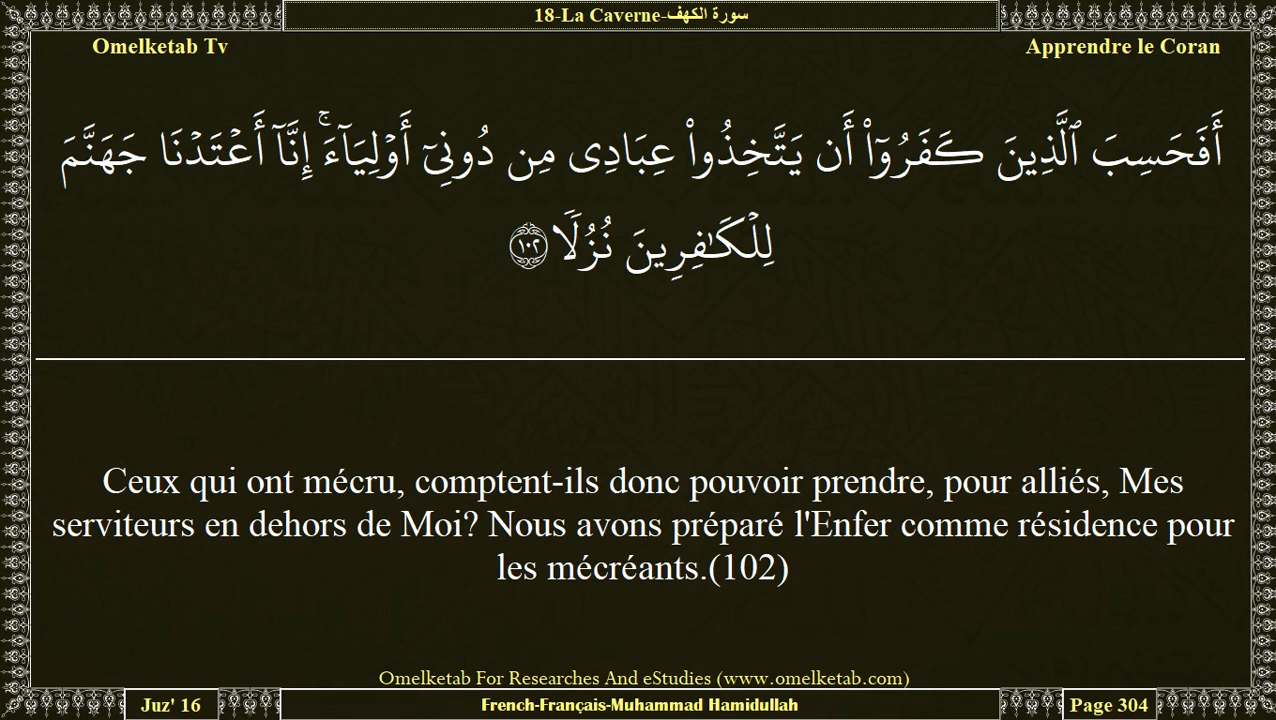 18-La Caverne-سورة الكهف
Omelketab Tv
Apprendre le Coran
أَفَحَسِبَ ٱلَّذِينَ كَفَرُوٓا۟ أَن يَتَّخِذُوا۟ عِبَادِى مِن دُونِىٓ أَوْلِيَآءَ ۚ إِنَّآ أَعْتَدْنَا جَهَنَّمَ
لِلْكَـٰفِرِينَ نُزُلًا ١٠٢
Ceux qui ont mécru, comptent-ils donc pouvoir prendre, pour alliés, Mes
serviteurs en dehors de Moi? Nous avons préparé l'Enfer comme résidence pour
les mécréants.(102)
Omelketab For Researches And eStudies (www.omelketab.com)
Juz' 16
French-Français-Muhammad Hamidullah
Page 304